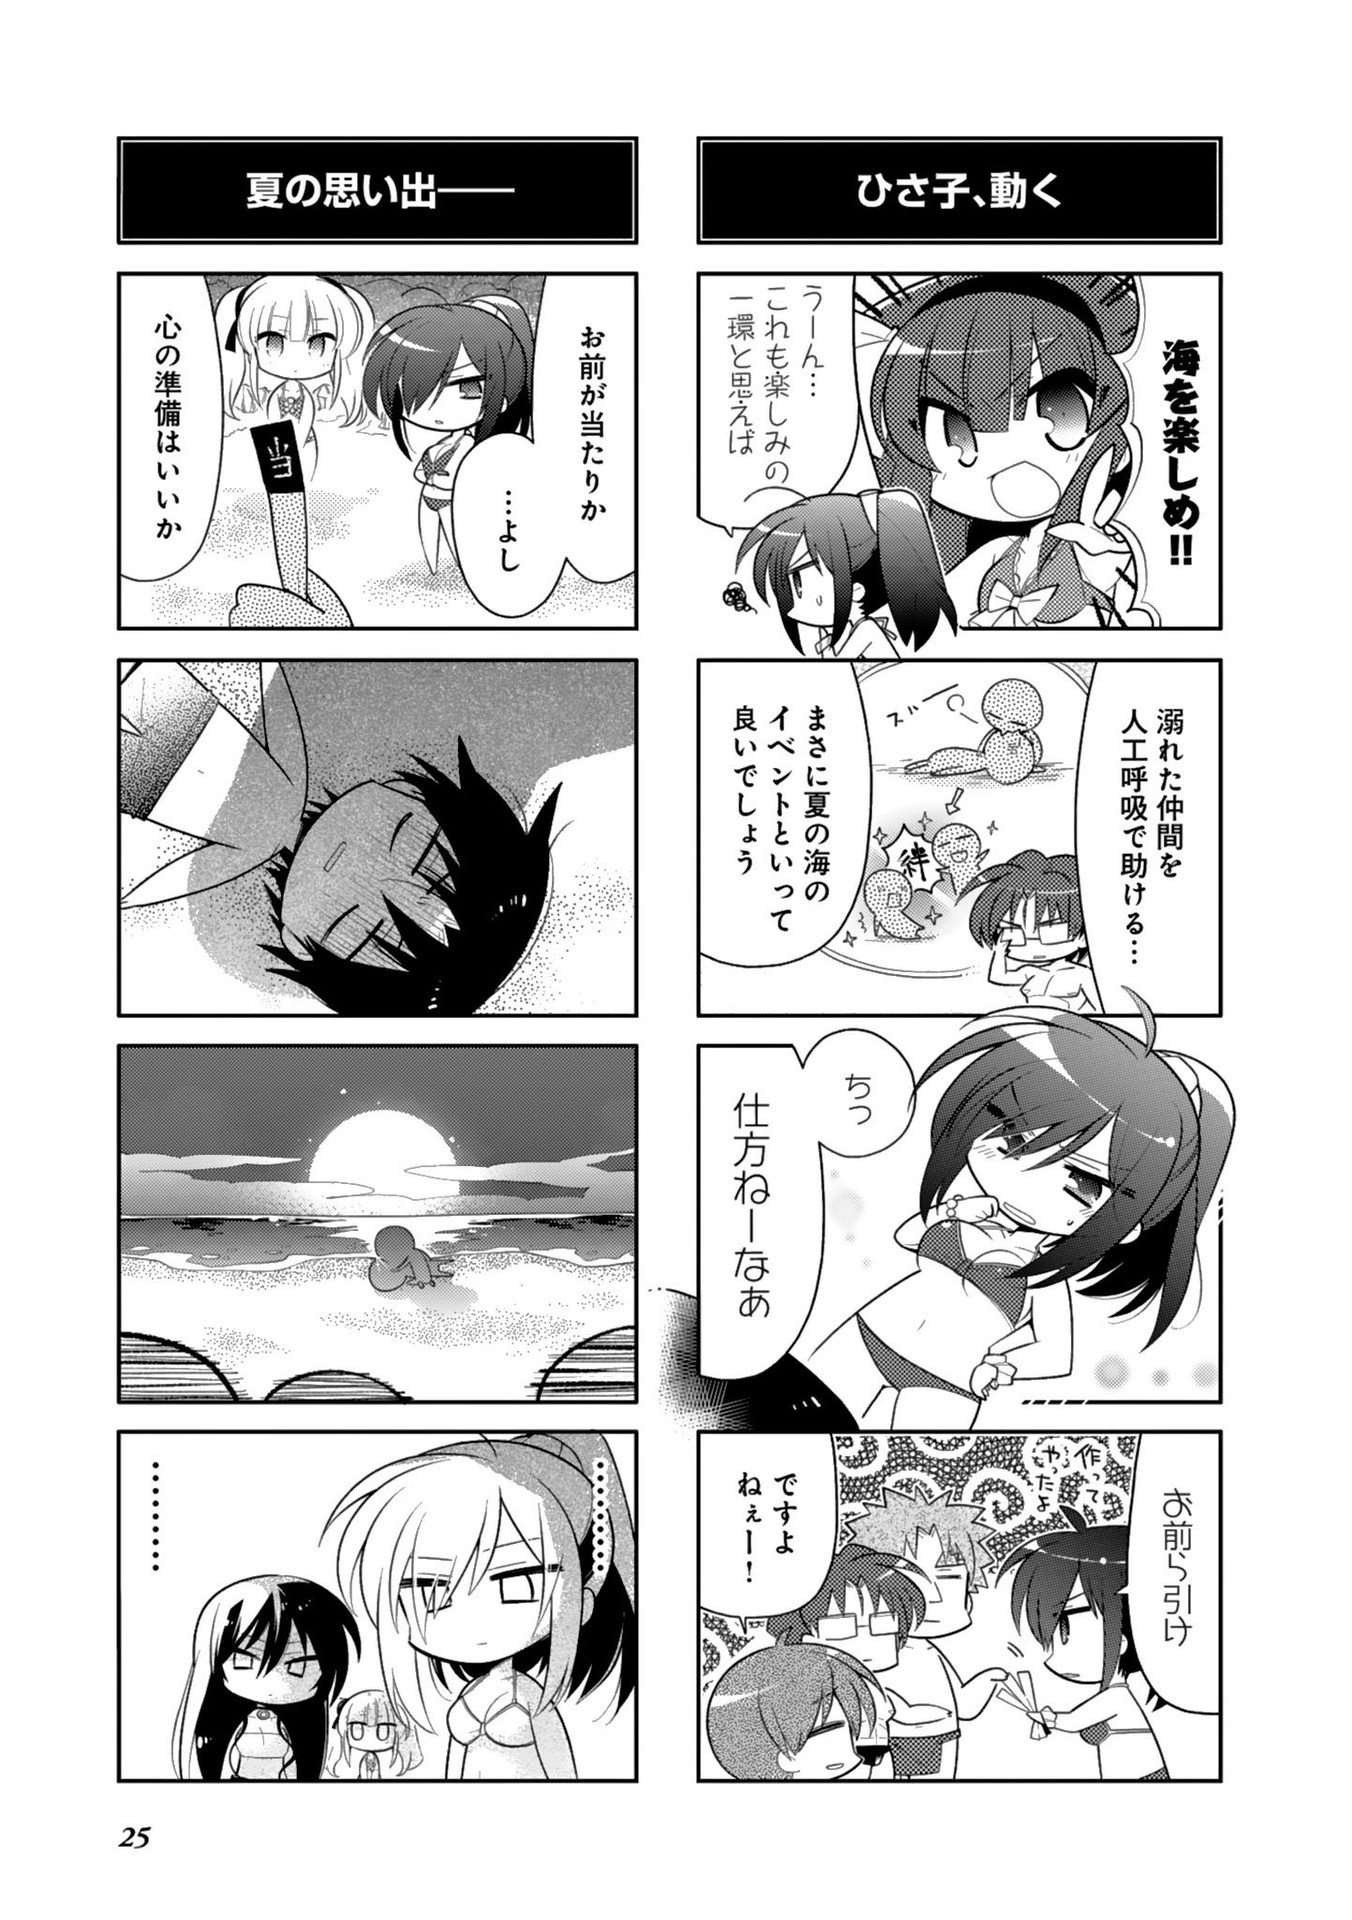 ひさ子、動く
海を楽しめ!!
うーん…
これも楽しみの
一環と思えば
溺れた仲間を
人工呼吸で助ける…
ズーン
絆
まさに夏の海の
イベントといって
良いでしょう
ちっ
仕方ねーなぁ
お前ら引け
作って
やったよ
ですよ
ねぇー!
夏の思い出――
お前が当たりか
…よし
当
心の準備はいいか
………
………
25